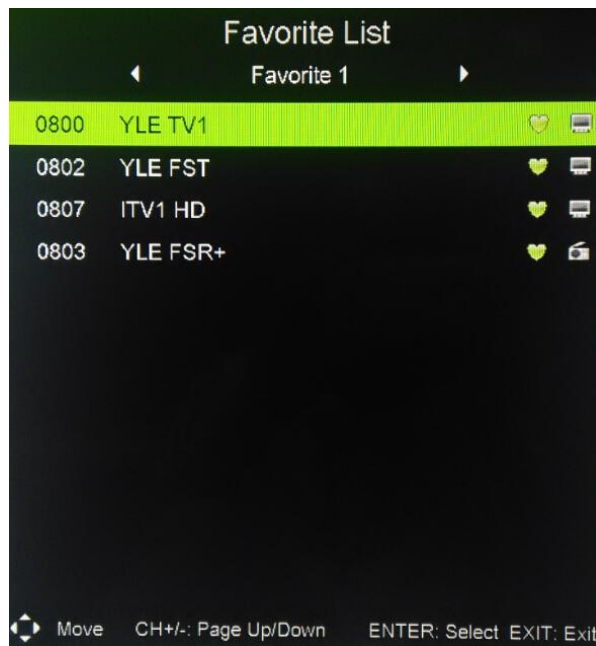 Favorite List
Favorite 1
0800 YLE TV1
0802 YLE FST
0807 ITV1 HD
0803 YLE FSR+
Move CH+/-: Page Up/Down ENTER: Select EXIT: Exit